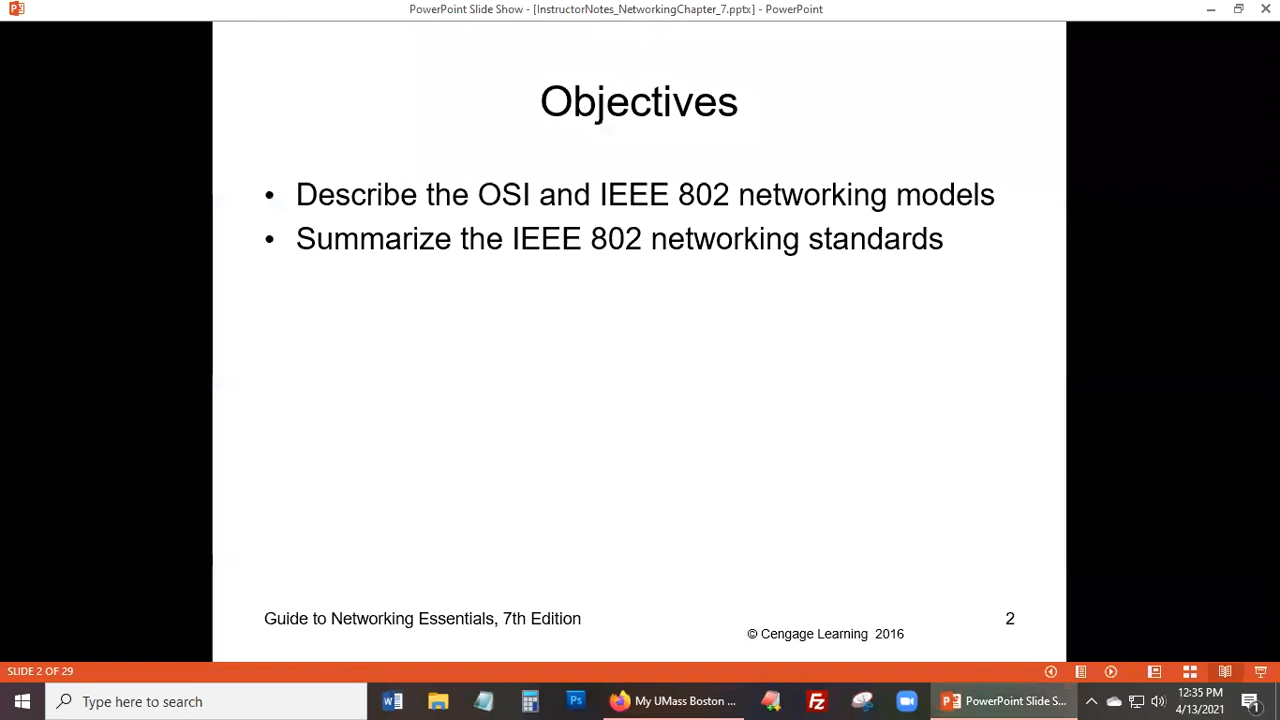 PowerPoint Slide Show - [InstructorNotes_NetworkingChapter_7.pptx] - PowerPoint
Objectives
• Describe the OSI and IEEE 802 networking models
• Summarize the IEEE 802 networking standards
Guide to Networking Essentials, 7th Edition
2
© Cengage Learning 2016
SLIDE 2 OF 29
Type here to search
My UMass Boston ...
PowerPoint Slide S...
12:35 PM
4/13/2021
1